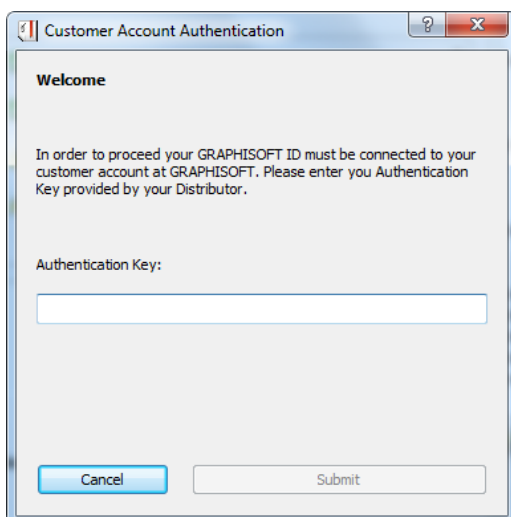 Customer Account Authentication
?
X
Welcome
In order to proceed your GRAPHISOFT ID must be connected to your
customer account at GRAPHISOFT. Please enter you Authentication
Key provided by your Distributor.
Authentication Key:
Cancel
Submit